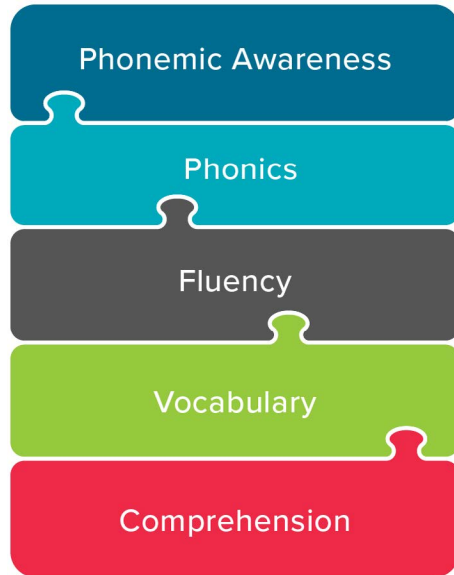 Phonemic Awareness
Phonics
Fluency
Vocabulary
Comprehension